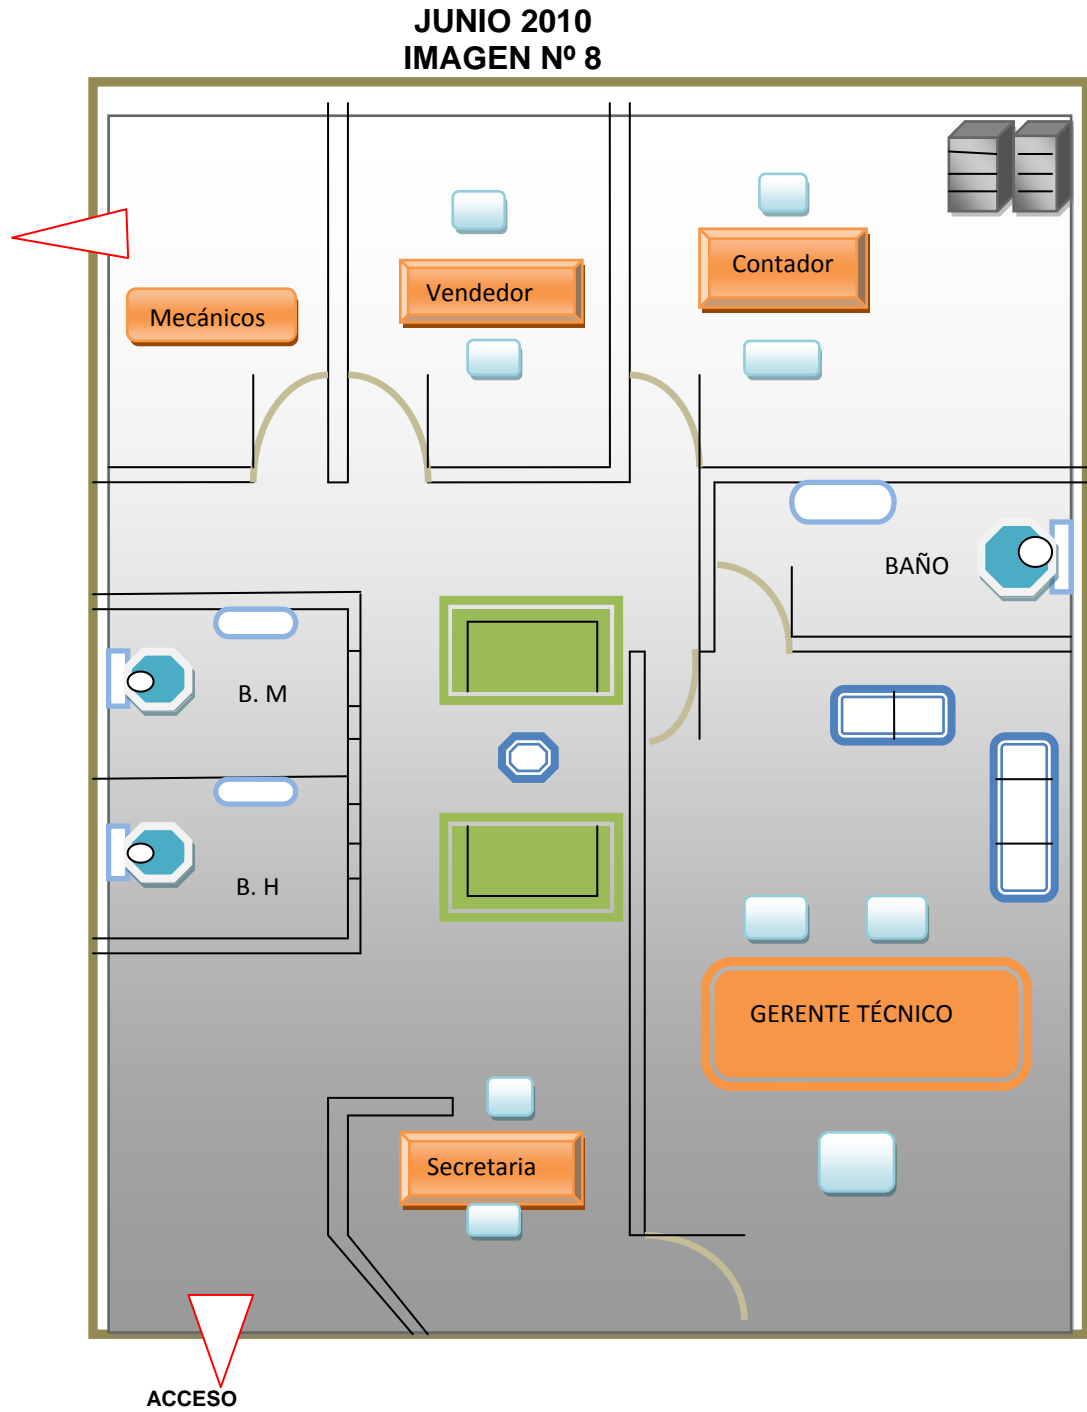 JUNIO 2010
IMAGEN Nº 8
Contador
Vendedor
Mecánicos
BAÑO
B. M
B. H
GERENTE TÉCNICO
Secretaria
ACCESO